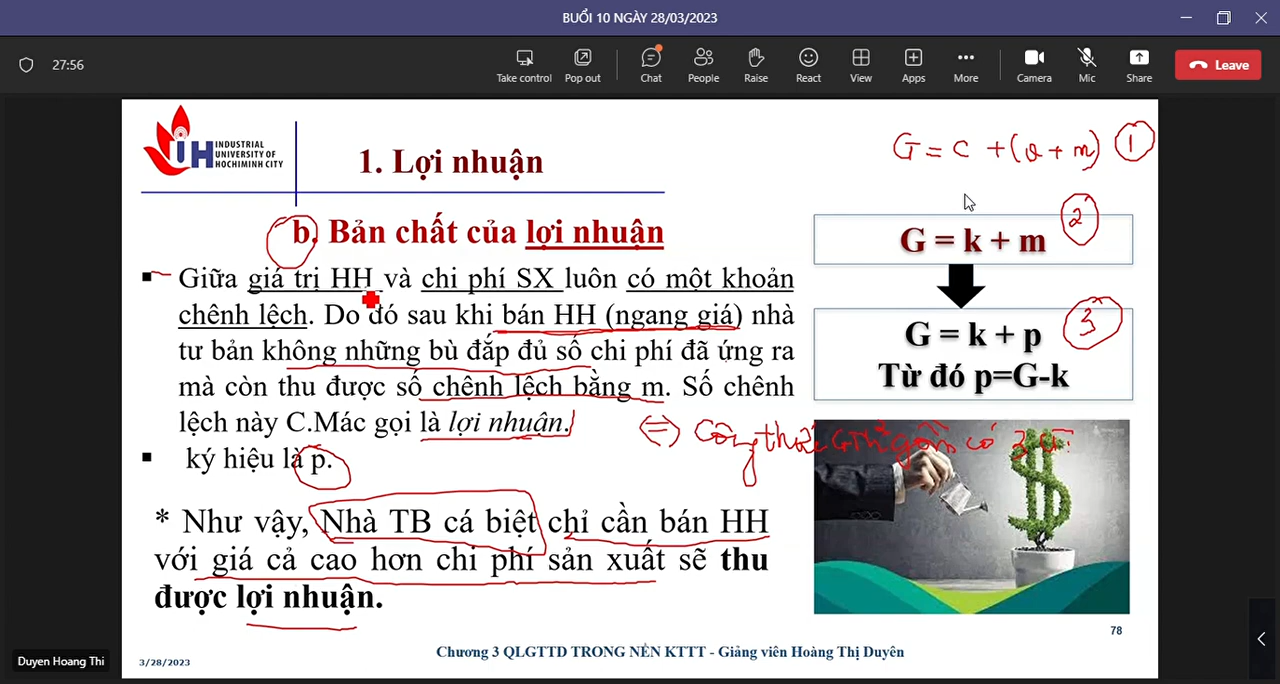 BUỔI 10 NGÀY 28/03/2023
27:56
Take control
Pop out
Chat
People
Raise
React
View
Apps
More
Camera
Mic
Share
Leave
INDUSTRIAL
UNIVERSITY OF
HOCHIMINH CITY
IUH
1. Lợi nhuận
G = c + (v + m) 1
b. Bản chất của lợi nhuận
Giữa giá trị HH và chi phí SX luôn có một khoản
chênh lệch. Do đó sau khi bán HH (ngang giá) nhà
tư bản không những bù đắp đủ số chi phí đã ứng ra
mà còn thu được số chênh lệch bằng m. Số chênh
lệch này C.Mác gọi là lợi nhuận.
ký hiệu là p.
* Như vậy, Nhà TB cá biệt chỉ cần bán HH
với giá cả cao hơn chi phí sản xuất sẽ thu
được lợi nhuận.
G = k + m 2
G = k + p 3
Từ đó p=G-k
=> Công thức GTH² gồm có 3
78
Duyen Hoang Thi
3/28/2023
Chương 3 QLGTTD TRONG NỀN KTTT - Giảng viên Hoàng Thị Duyên